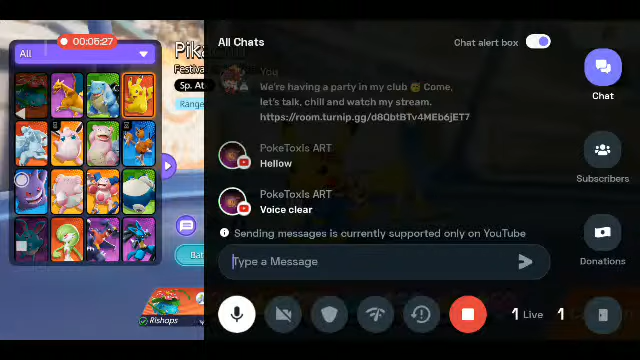 All
00:05:27
Pika
Festiva
Sp. At
Range
Bat
Rishops
All Chats
Chat alert box
You
We're having a party in my club 🥳 Come,
let's talk, chill and watch my stream.
https://room.turnip.gg/d8QbtBTv4MEb6jET7
PokeToxIs ART
Hellow
PokeToxIs ART
Voice clear
Sending messages is currently supported only on YouTube
Type a Message
1 Live 1
Chat
Subscribers
Donations